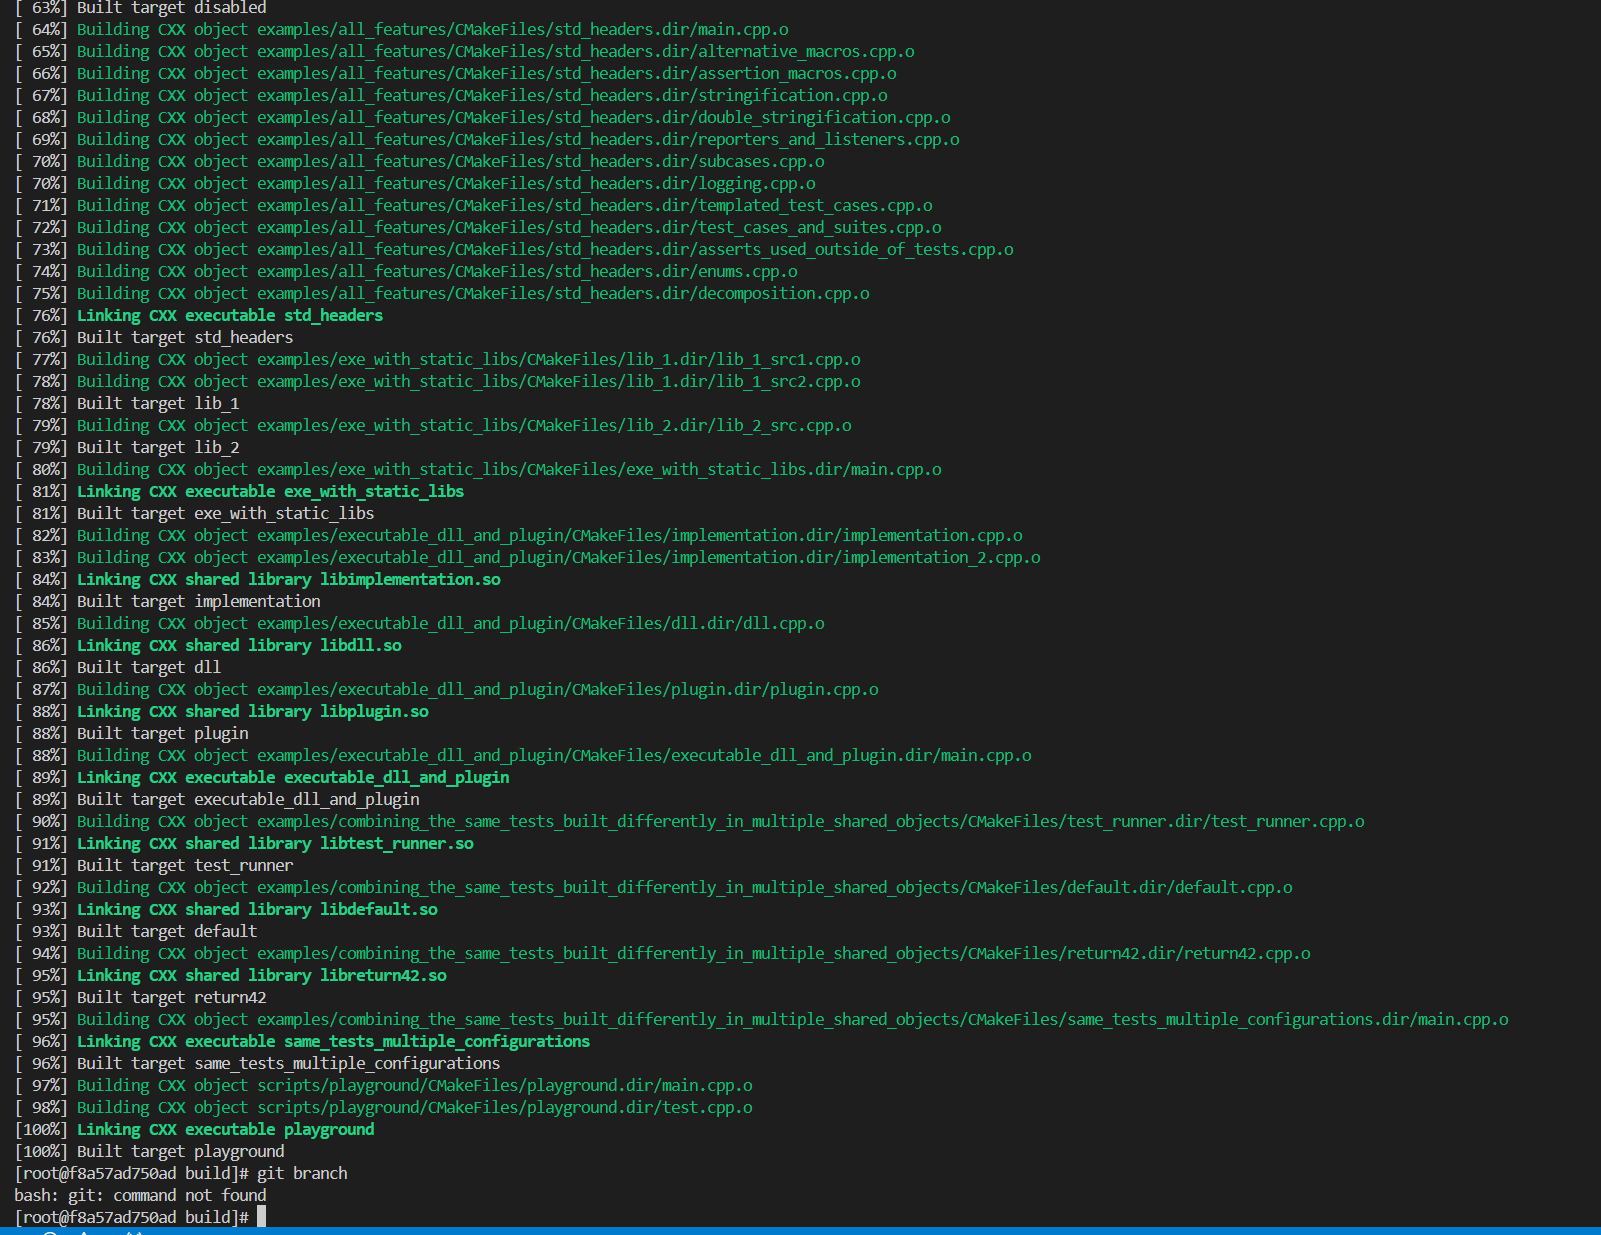 [ 63%] Built target disabled
[ 64%] Building CXX object examples/all_features/CMakeFiles/std_headers.dir/main.cpp.o
[ 65%] Building CXX object examples/all_features/CMakeFiles/std_headers.dir/alternative_macros.cpp.o
[ 66%] Building CXX object examples/all_features/CMakeFiles/std_headers.dir/assertion_macros.cpp.o
[ 67%] Building CXX object examples/all_features/CMakeFiles/std_headers.dir/stringification.cpp.o
[ 68%] Building CXX object examples/all_features/CMakeFiles/std_headers.dir/double_stringification.cpp.o
[ 69%] Building CXX object examples/all_features/CMakeFiles/std_headers.dir/reporters_and_listeners.cpp.o
[ 70%] Building CXX object examples/all_features/CMakeFiles/std_headers.dir/subcases.cpp.o
[ 70%] Building CXX object examples/all_features/CMakeFiles/std_headers.dir/logging.cpp.o
[ 71%] Building CXX object examples/all_features/CMakeFiles/std_headers.dir/templated_test_cases.cpp.o
[ 72%] Building CXX object examples/all_features/CMakeFiles/std_headers.dir/test_cases_and_suites.cpp.o
[ 73%] Building CXX object examples/all_features/CMakeFiles/std_headers.dir/asserts_used_outside_of_tests.cpp.o
[ 74%] Building CXX object examples/all_features/CMakeFiles/std_headers.dir/enums.cpp.o
[ 75%] Building CXX object examples/all_features/CMakeFiles/std_headers.dir/decomposition.cpp.o
[ 76%] Linking CXX executable std_headers
[ 76%] Built target std_headers
[ 77%] Building CXX object examples/exe_with_static_libs/CMakeFiles/lib_1.dir/lib_1_src1.cpp.o
[ 78%] Building CXX object examples/exe_with_static_libs/CMakeFiles/lib_1.dir/lib_1_src2.cpp.o
[ 78%] Built target lib_1
[ 79%] Building CXX object examples/exe_with_static_libs/CMakeFiles/lib_2.dir/lib_2_src.cpp.o
[ 79%] Built target lib_2
[ 80%] Building CXX object examples/exe_with_static_libs/CMakeFiles/exe_with_static_libs.dir/main.cpp.o
[ 81%] Linking CXX executable exe_with_static_libs
[ 81%] Built target exe_with_static_libs
[ 82%] Building CXX object examples/executable_dll_and_plugin/CMakeFiles/implementation.dir/implementation.cpp.o
[ 83%] Building CXX object examples/executable_dll_and_plugin/CMakeFiles/implementation.dir/implementation_2.cpp.o
[ 84%] Linking CXX shared library libimplementation.so
[ 84%] Built target implementation
[ 85%] Building CXX object examples/executable_dll_and_plugin/CMakeFiles/dll.dir/dll.cpp.o
[ 86%] Linking CXX shared library libdll.so
[ 86%] Built target dll
[ 87%] Building CXX object examples/executable_dll_and_plugin/CMakeFiles/plugin.dir/plugin.cpp.o
[ 88%] Linking CXX shared library libplugin.so
[ 88%] Built target plugin
[ 88%] Building CXX object examples/executable_dll_and_plugin/CMakeFiles/executable_dll_and_plugin.dir/main.cpp.o
[ 89%] Linking CXX executable executable_dll_and_plugin
[ 89%] Built target executable_dll_and_plugin
[ 90%] Building CXX object examples/combining_the_same_tests_built_differently_in_multiple_shared_objects/CMakeFiles/test_runner.dir/test_runner.cpp.o
[ 91%] Linking CXX shared library libtest_runner.so
[ 91%] Built target test_runner
[ 92%] Building CXX object examples/combining_the_same_tests_built_differently_in_multiple_shared_objects/CMakeFiles/default.dir/default.cpp.o
[ 93%] Linking CXX shared library libdefault.so
[ 93%] Built target default
[ 94%] Building CXX object examples/combining_the_same_tests_built_differently_in_multiple_shared_objects/CMakeFiles/return42.dir/return42.cpp.o
[ 95%] Linking CXX shared library libreturn42.so
[ 95%] Built target return42
[ 95%] Building CXX object examples/combining_the_same_tests_built_differently_in_multiple_shared_objects/CMakeFiles/same_tests_multiple_configurations.dir/main.cpp.o
[ 96%] Linking CXX executable same_tests_multiple_configurations
[ 96%] Built target same_tests_multiple_configurations
[ 97%] Building CXX object scripts/playground/CMakeFiles/playground.dir/main.cpp.o
[ 98%] Building CXX object scripts/playground/CMakeFiles/playground.dir/test.cpp.o
[100%] Linking CXX executable playground
[100%] Built target playground
[root@f8a57ad750ad build]# git branch
bash: git: command not found
[root@f8a57ad750ad build]#